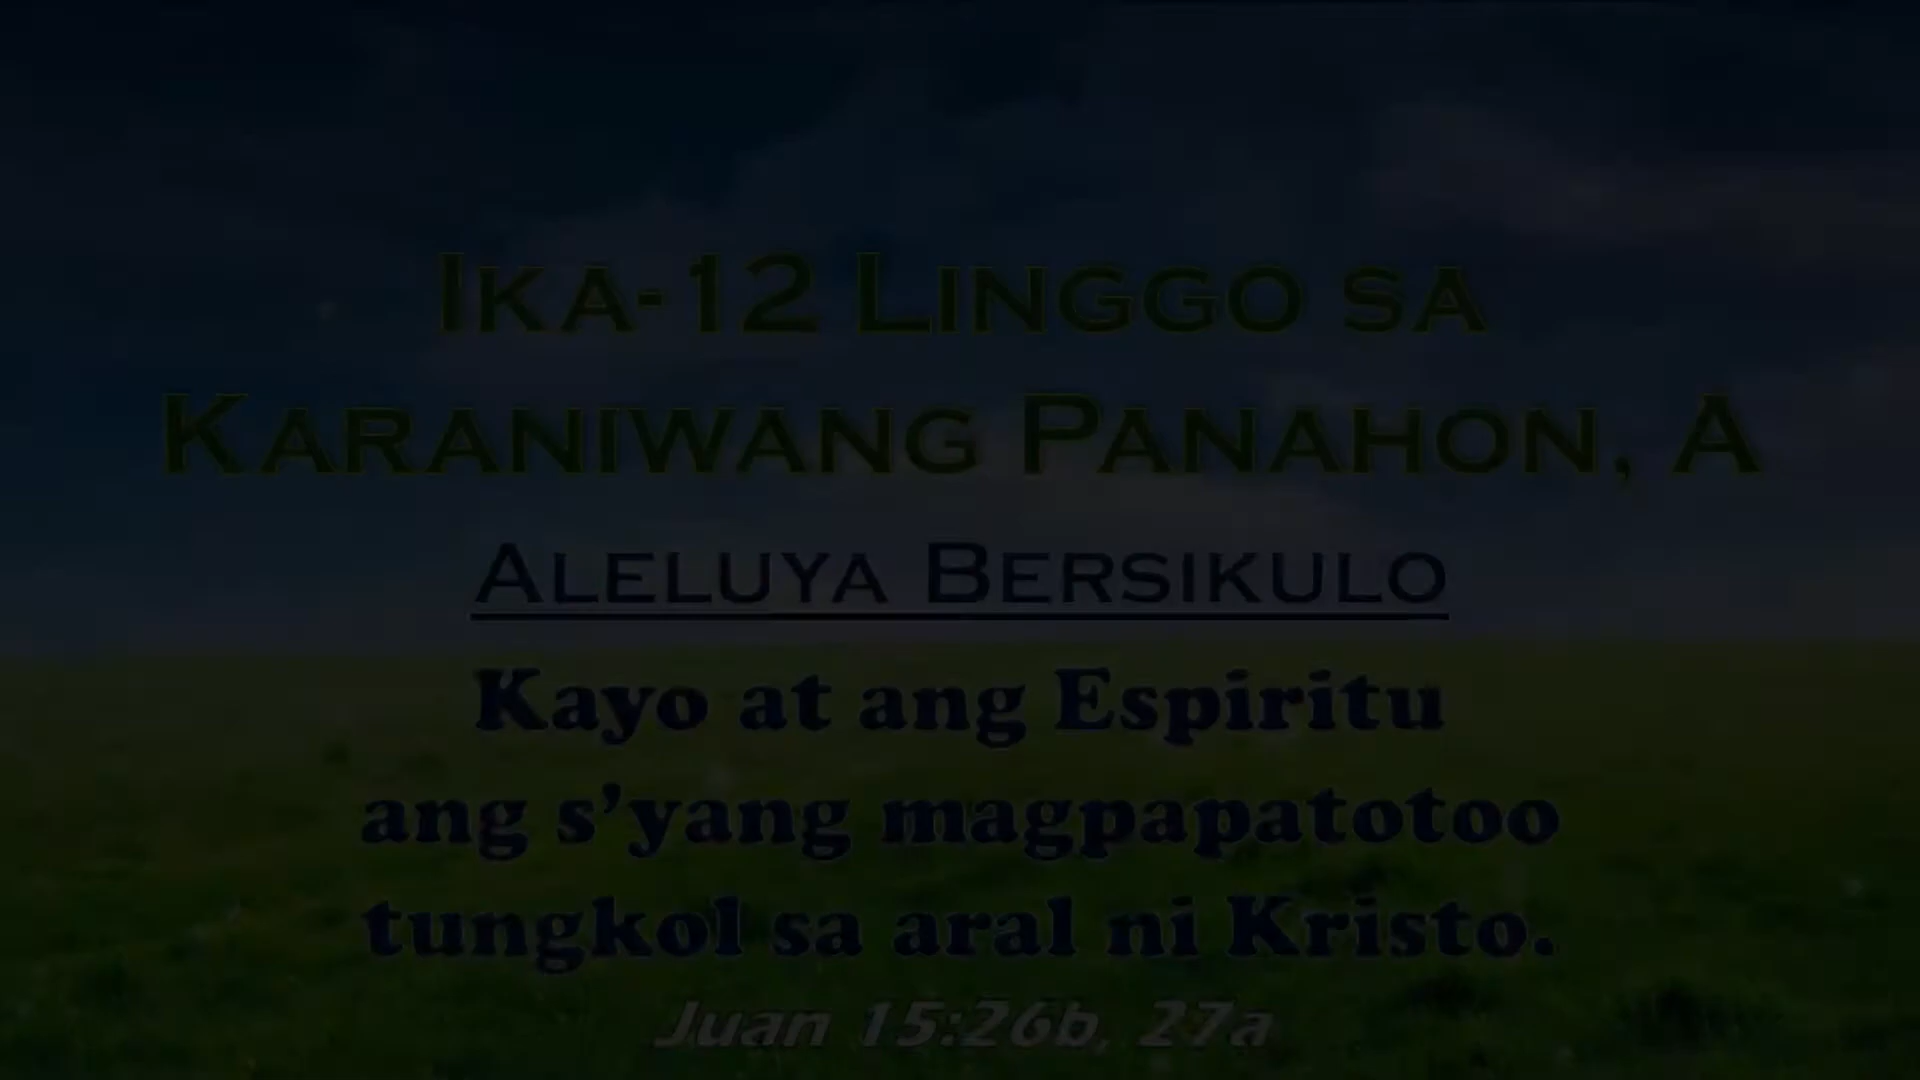 Ika-12 Linggo sa
Karaniwang Panahon, A
Aleluya Bersikulo
Kayo at ang Espiritu
ang s’yang magpapatotoo
tungkol sa aral ni Kristo.
Juan 15:26b, 27a